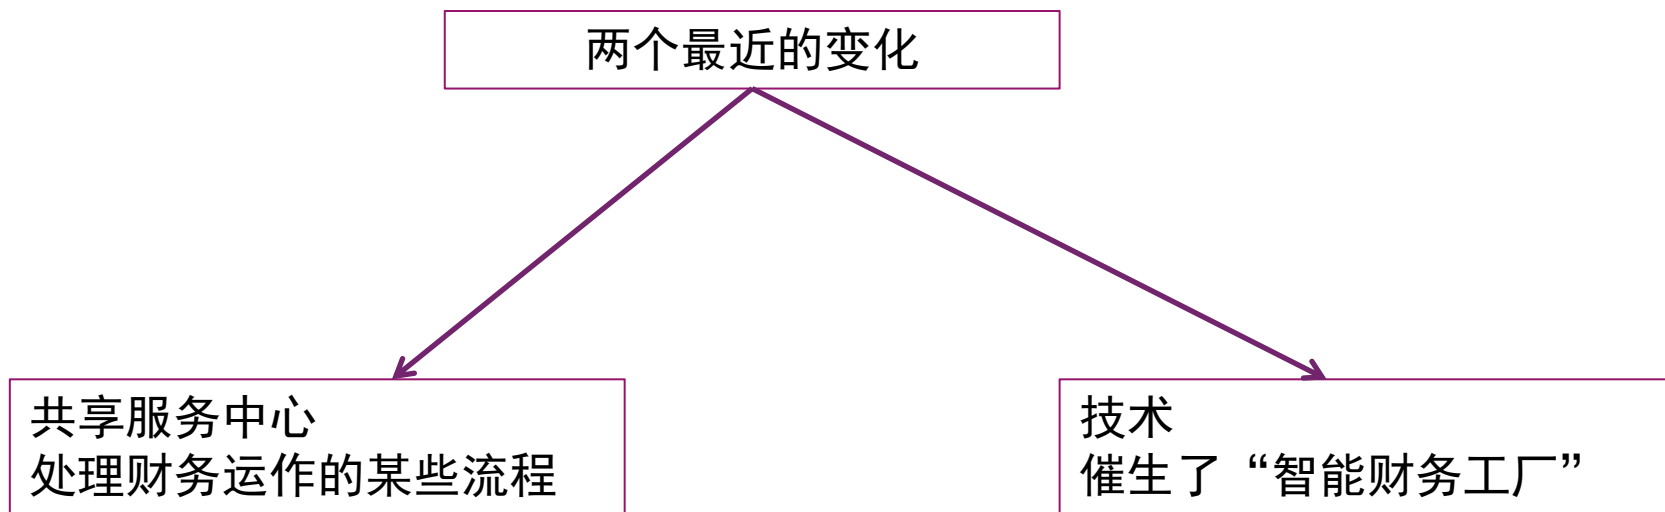 两个最近的变化
共享服务中心
处理财务运作的某些流程
技术
催生了“智能财务工厂”